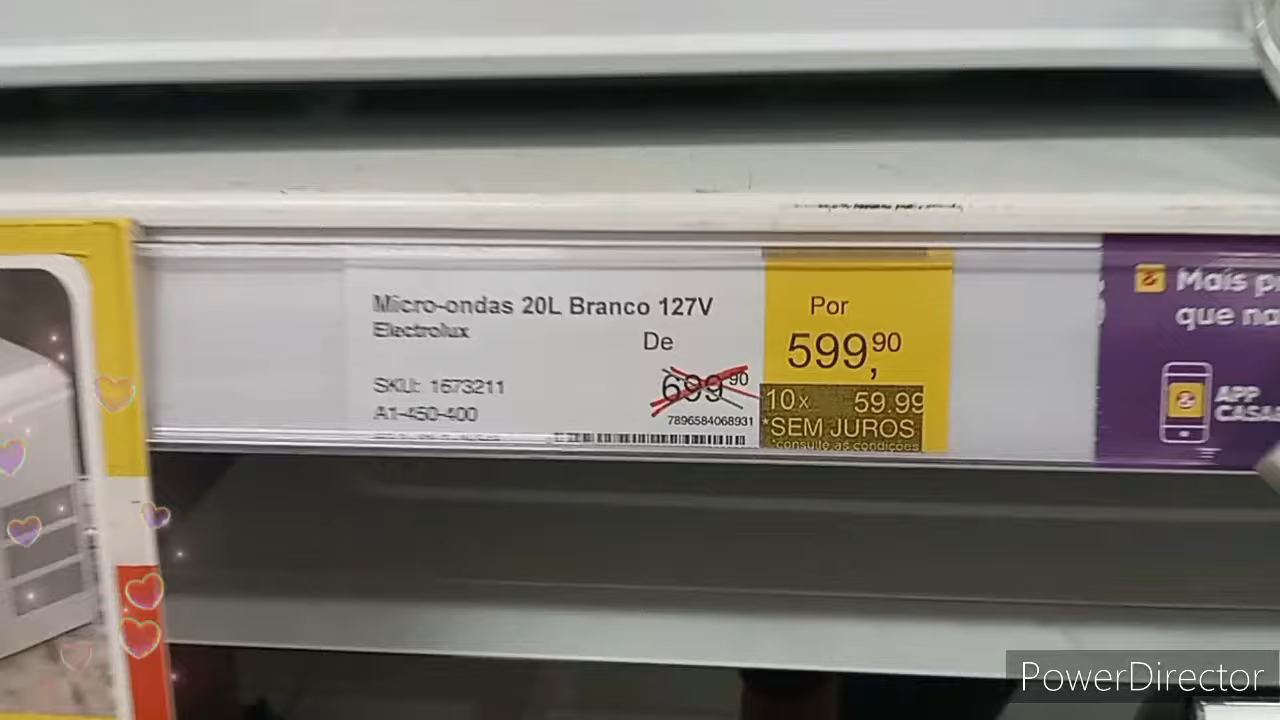 Micro-ondas 20L Branco 127V
Electrolux
De
699,90
SKU: 1673211
A1-450-400
7896584068931
Por
599,90
10x 59.99
*SEM JUROS
*consulte as condições
Mais p
que na
APP
CASA
PowerDirector